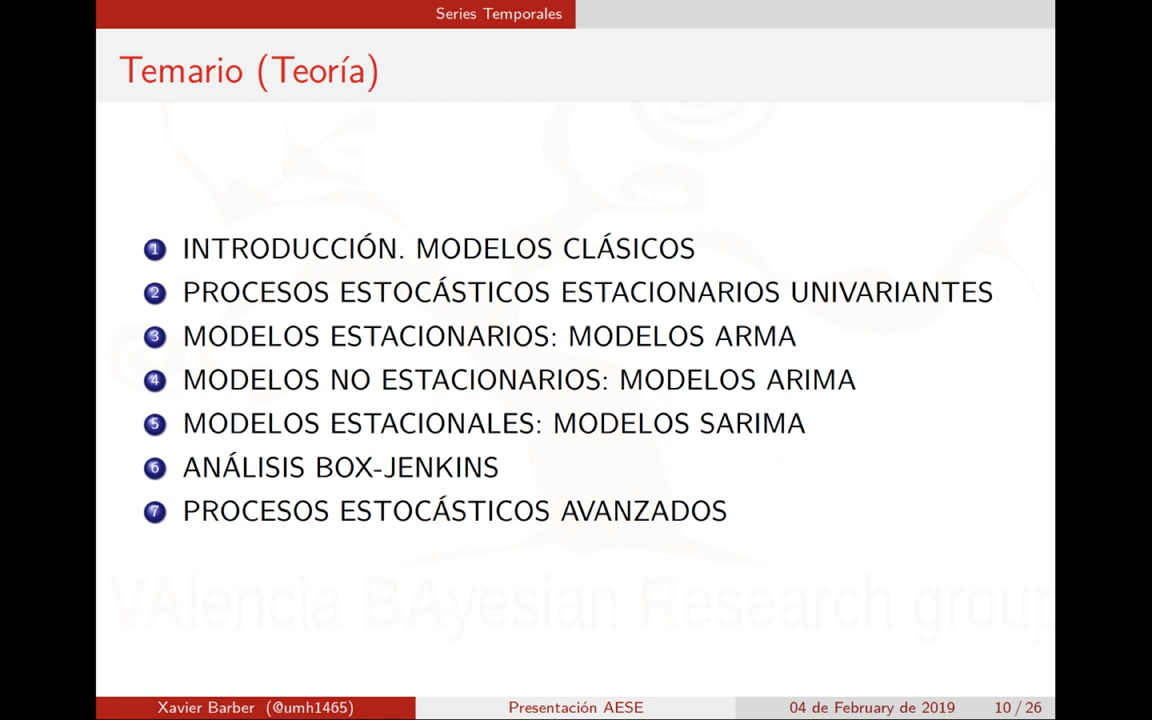 Series Temporales
Temario (Teoría)
1 INTRODUCCIÓN. MODELOS CLÁSICOS
2 PROCESOS ESTOCÁSTICOS ESTACIONARIOS UNIVARIANTES
3 MODELOS ESTACIONARIOS: MODELOS ARMA
4 MODELOS NO ESTACIONARIOS: MODELOS ARIMA
5 MODELOS ESTACIONALES: MODELOS SARIMA
6 ANÁLISIS BOX-JENKINS
7 PROCESOS ESTOCÁSTICOS AVANZADOS
VAlencia BAyesian Research group
Xavier Barber (@umh1465) Presentación AESE 04 de February de 2019 10 / 26